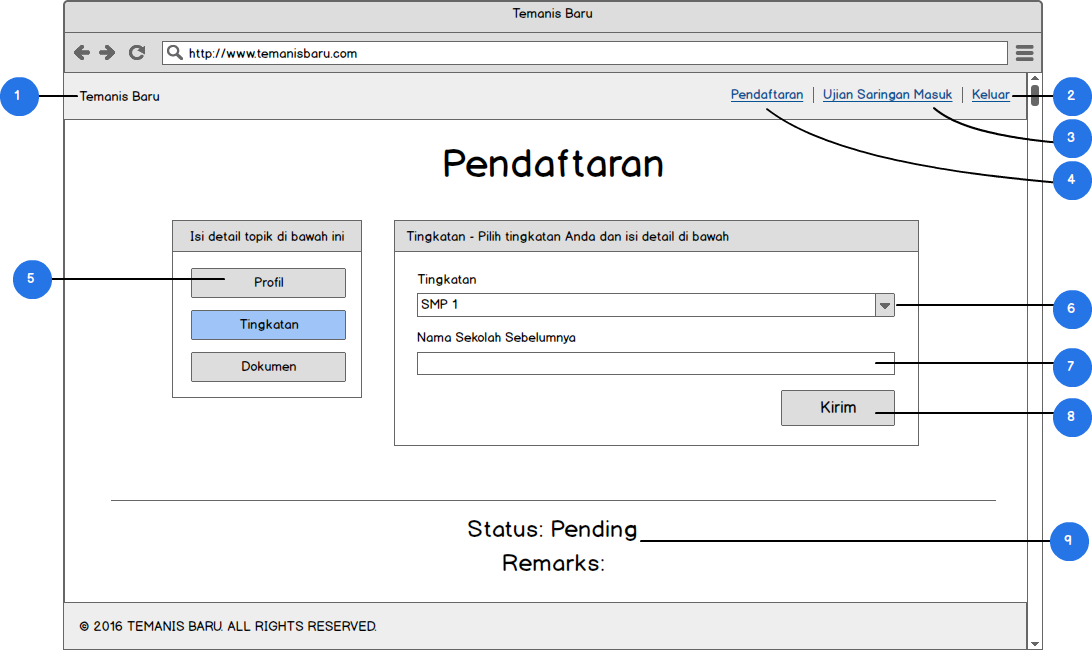 Temanis Baru
http://www.temanisbaru.com
1
Temanis Baru
Pendaftaran
Ujian Saringan Masuk
Keluar
2
3
4
Pendaftaran
Isi detail topik di bawah ini
Tingkatan - Pilih tingkatan Anda dan isi detail di bawah
5
Profil
Tingkatan
Dokumen
Tingkatan
SMP 1
6
Nama Sekolah Sebelumnya
7
Kirim
8
Status: Pending
9
Remarks:
© 2016 TEMANIS BARU. ALL RIGHTS RESERVED.